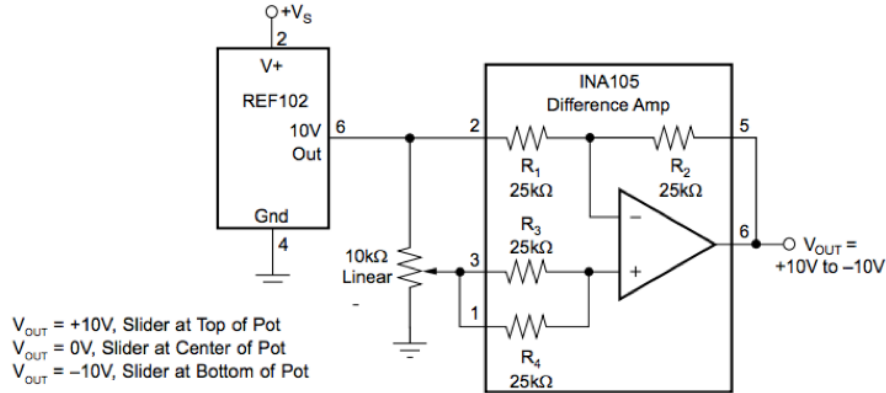 +VS
2
V+
REF102
10V
Out
6
Gnd
4
10kΩ
Linear
INA105
Difference Amp
2
R1
25kΩ
R2
25kΩ
5
R3
25kΩ
3
1
R4
25kΩ
–
+
6
VOUT =
+10V to –10V
VOUT = +10V, Slider at Top of Pot
VOUT = 0V, Slider at Center of Pot
VOUT = –10V, Slider at Bottom of Pot